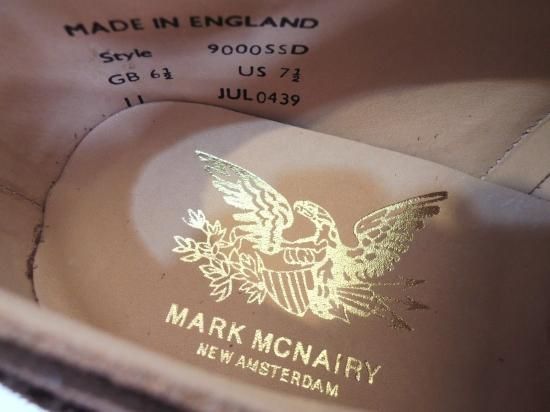 MADE IN ENGLAND
Style 9000SSD
GB 6½ US 7½
JUL0439
MARK MCNAIRY
NEW AMSTERDAM